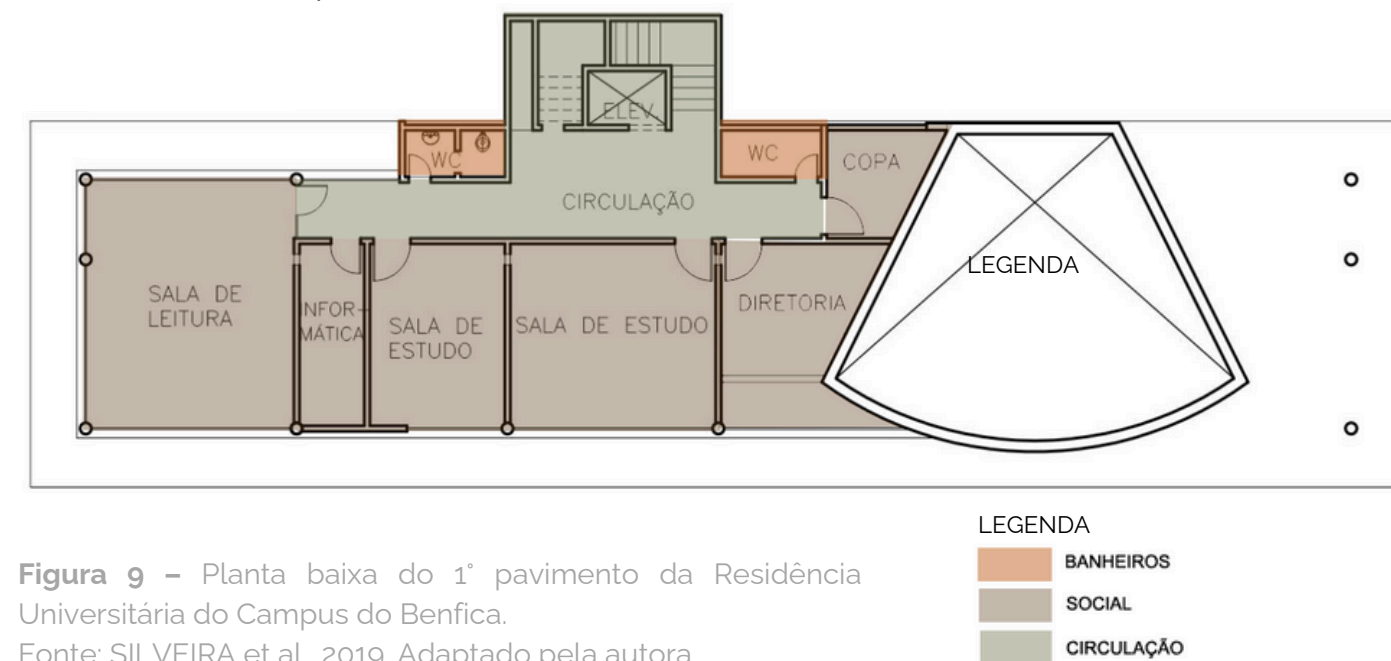 ELEV.
WC
WC
COPA
CIRCULAÇÃO
LEGENDA
SALA DE
LEITURA
INFOR-
MÁTICA
SALA DE
ESTUDO
SALA DE ESTUDO
DIRETORIA
LEGENDA
BANHEIROS
SOCIAL
CIRCULAÇÃO
Figura 9 – Planta baixa do 1° pavimento da Residência
Universitária do Campus do Benfica.
Fonte: SILVEIRA et al., 2019. Adaptado pela autora